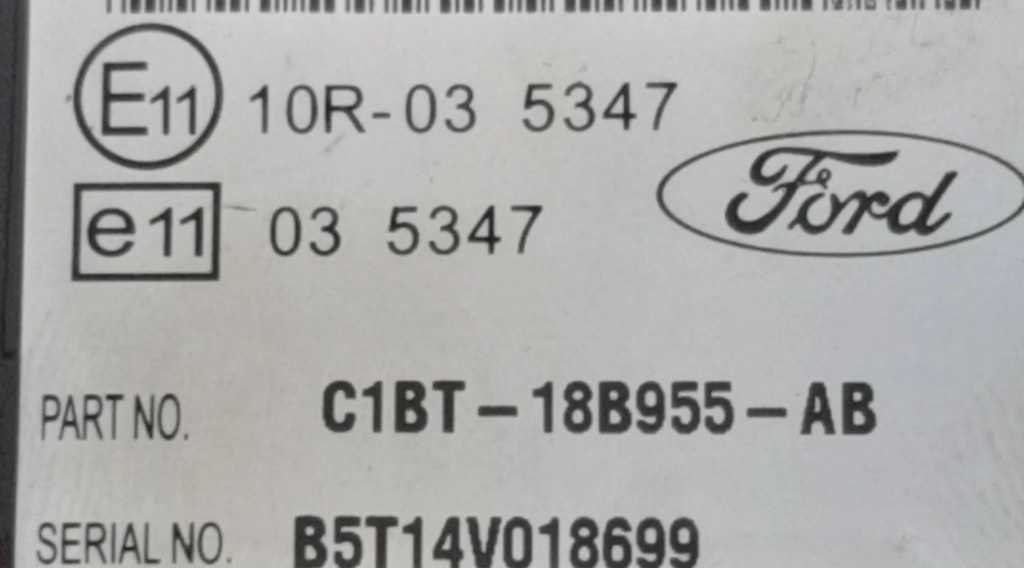 E11 10R-03 5347
Ford
e11 03 5347
PART NO. C1BT-18B955-AB
SERIAL NO. B5T14V018699